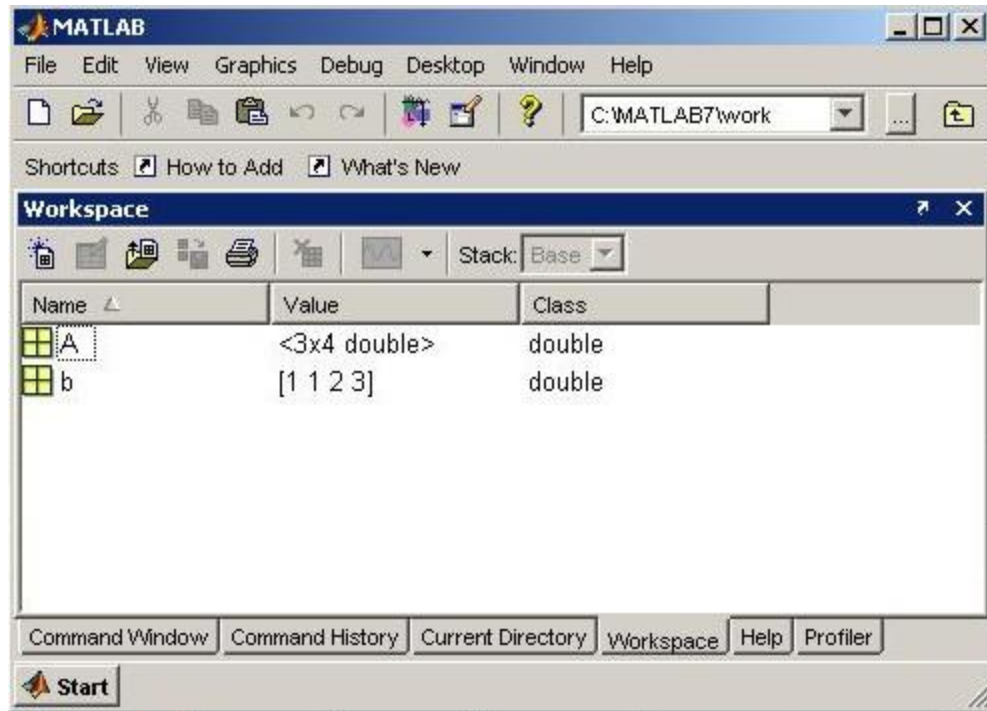 MATLAB
File Edit View Graphics Debug Desktop Window Help
C:\MATLAB7\work ...
Shortcuts How to Add What's New
Workspace
Stack: Base
Name Value Class
A <3x4 double> double
b [1 1 2 3] double
Command Window Command History Current Directory Workspace Help Profiler
Start